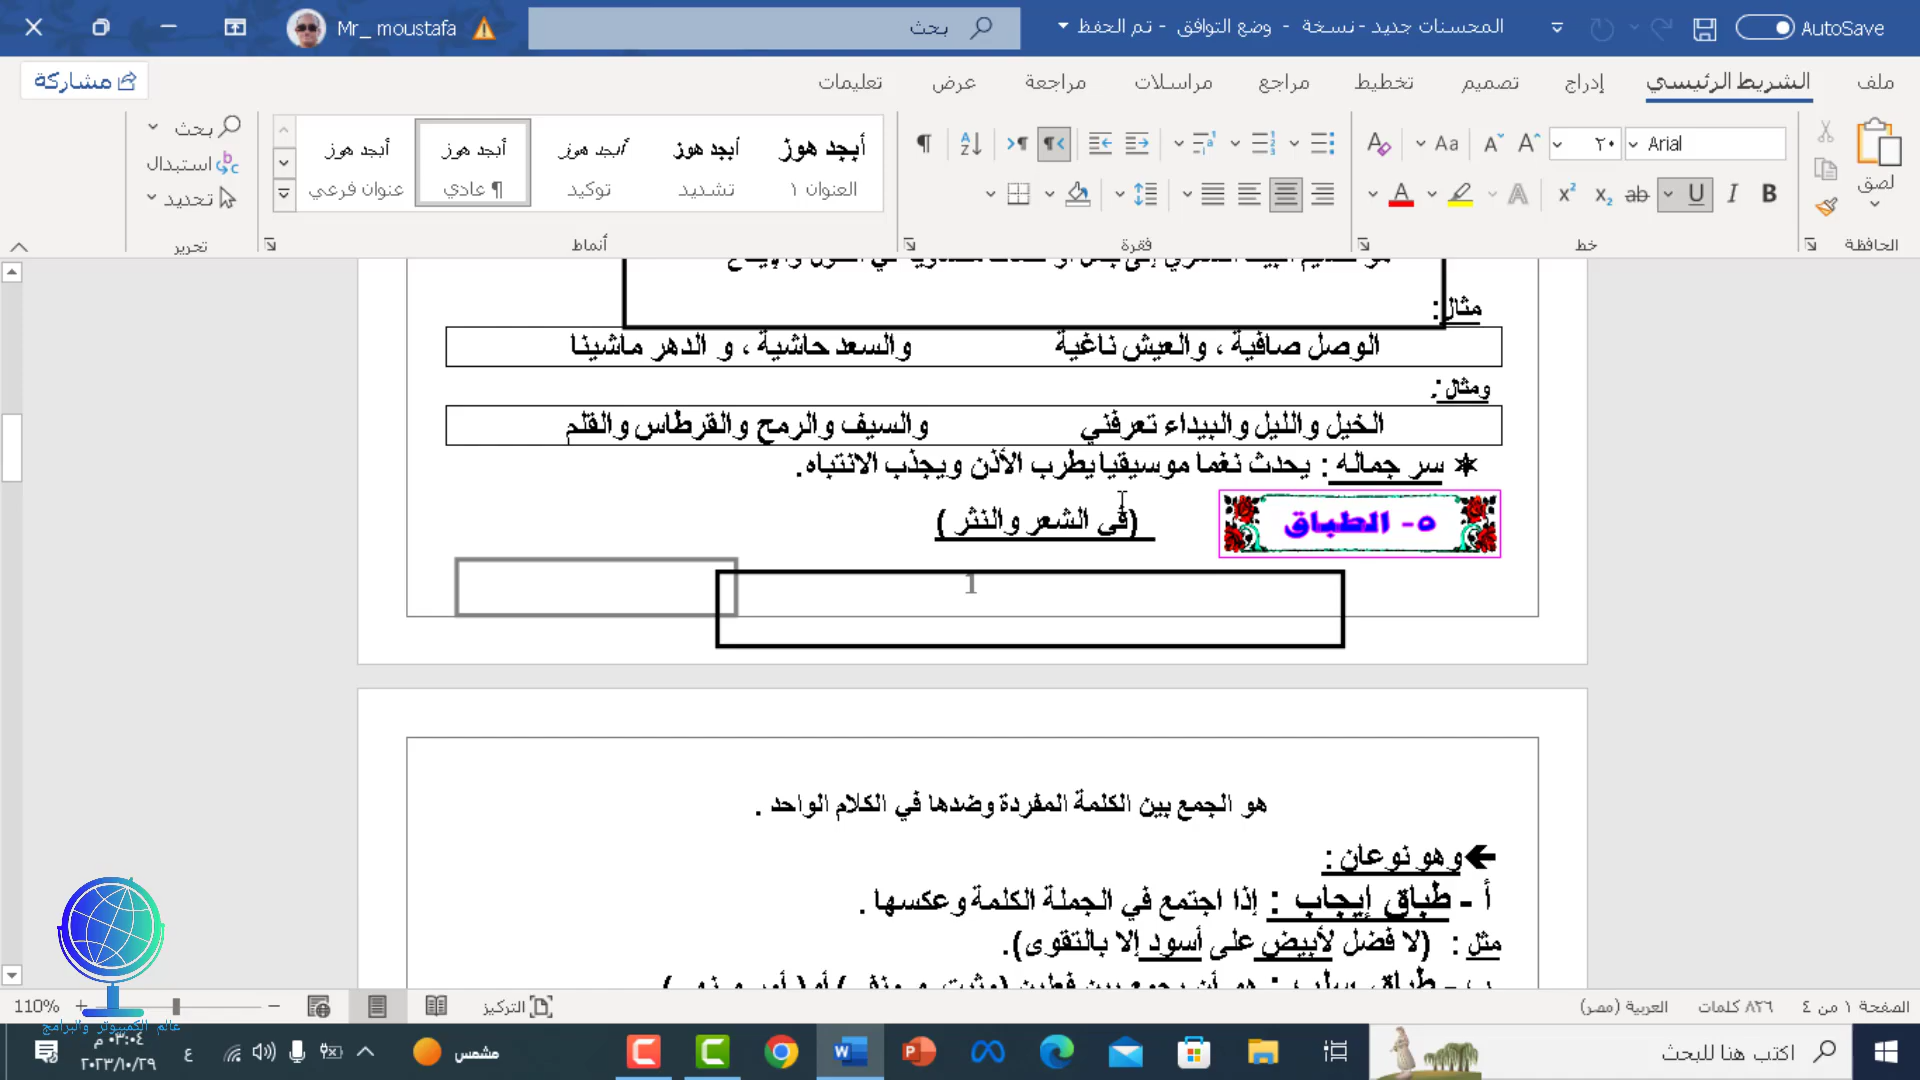 AutoSave
المحسنات جديد - نسخة - وضع التوافق - تم الحفظ
بحث
Mr_ moustafa
ملف
الشريط الرئيسي
إدراج
تصميم
تخطيط
مراجع
مراسلات
مراجعة
عرض
تعليمات
مشاركة
لصق
Arial
٢٠
أبجد هوز
أبجد هوز
أبجد هوز
أبجد هوز
أبجد هوز
العنوان ١
تشديد
توكيد
¶ عادي
عنوان فرعي
بحث
استبدال
تحديد
الحافظة
خط
فقرة
أنماط
تحرير
مثال:
الوصل صافية ، والعيش ناغية والسعد حاشية ، و الدهر ماشينا
ومثال:
الخيل والليل والبيداء تعرفني والسيف والرمح والقرطاس والقلم
سر جماله : يحدث نغما موسيقيا يطرب الأذن ويجذب الانتباه.
٥- الطباق
(في الشعر والنثر )
1
هو الجمع بين الكلمة المفردة وضدها في الكلام الواحد .
وهو نوعان :
أ - طباق إيجاب : إذا اجتمع في الجملة الكلمة وعكسها .
مثل : (لا فضل لأبيض على أسود إلا بالتقوى).
الصفحة ١ من ٤
٨٢٦ كلمات
العربية (مصر)
التركيز
110%
عالم الكمبيوتر والبرامج
اكتب هنا للبحث
مشمس
ع
٠٣:٠٤ م
٢٠٢٣/١٠/٢٩